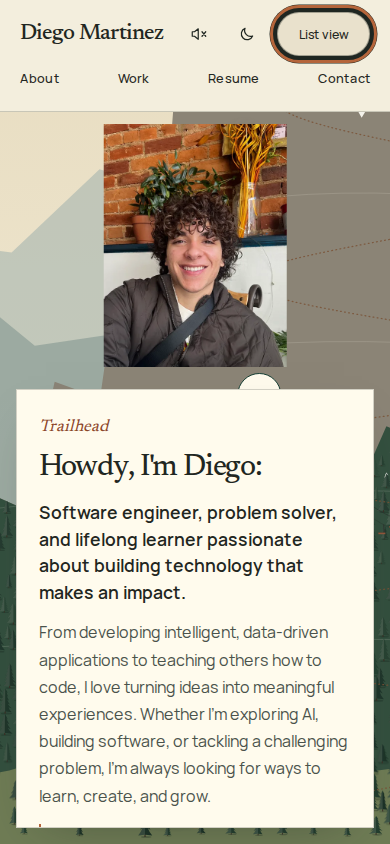 Diego Martinez
List view
About Work Resume Contact
Trailhead
Howdy, I'm Diego:
Software engineer, problem solver,
and lifelong learner passionate
about building technology that
makes an impact.
From developing intelligent, data-driven
applications to teaching others how to
code, I love turning ideas into meaningful
experiences. Whether I'm exploring AI,
building software, or tackling a challenging
problem, I'm always looking for ways to
learn, create, and grow.